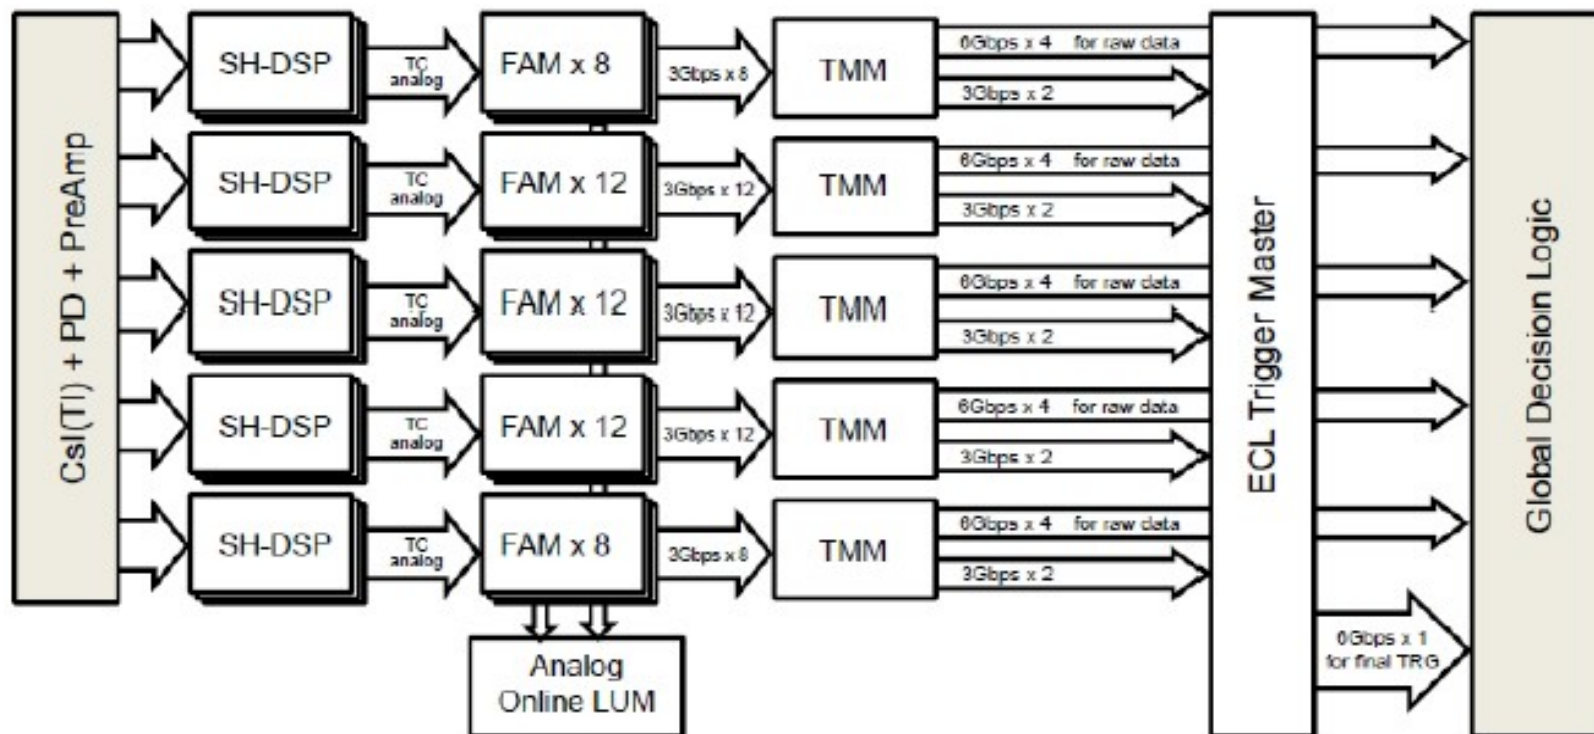 CsI(Tl) + PD + PreAmp
SH-DSP
TC
analog
FAM x 8
3Gbps x 8
TMM
6Gbps x 4 for raw data
3Gbps x 2
SH-DSP
TC
analog
FAM x 12
3Gbps x 12
TMM
6Gbps x 4 for raw data
3Gbps x 2
SH-DSP
TC
analog
FAM x 12
3Gbps x 12
TMM
6Gbps x 4 for raw data
3Gbps x 2
SH-DSP
TC
analog
FAM x 12
3Gbps x 12
TMM
6Gbps x 4 for raw data
3Gbps x 2
SH-DSP
TC
analog
FAM x 8
3Gbps x 8
TMM
6Gbps x 4 for raw data
3Gbps x 2
Analog
Online LUM
ECL Trigger Master
6Gbps x 1
for final TRG
Global Decision Logic